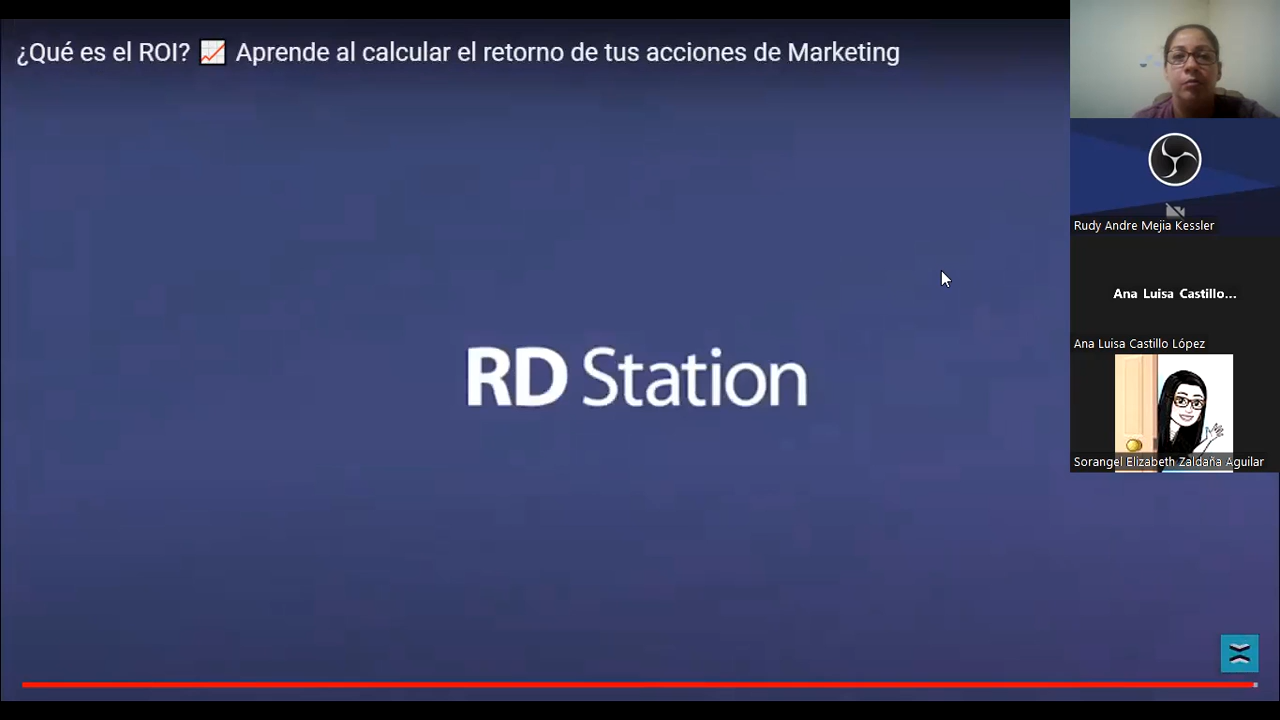 ¿Qué es el ROI? 📈 Aprende al calcular el retorno de tus acciones de Marketing
RD Station
Rudy Andre Mejia Kessler
Ana Luisa Castillo...
Ana Luisa Castillo López
Sorangel Elizabeth Zaldaña Aguilar